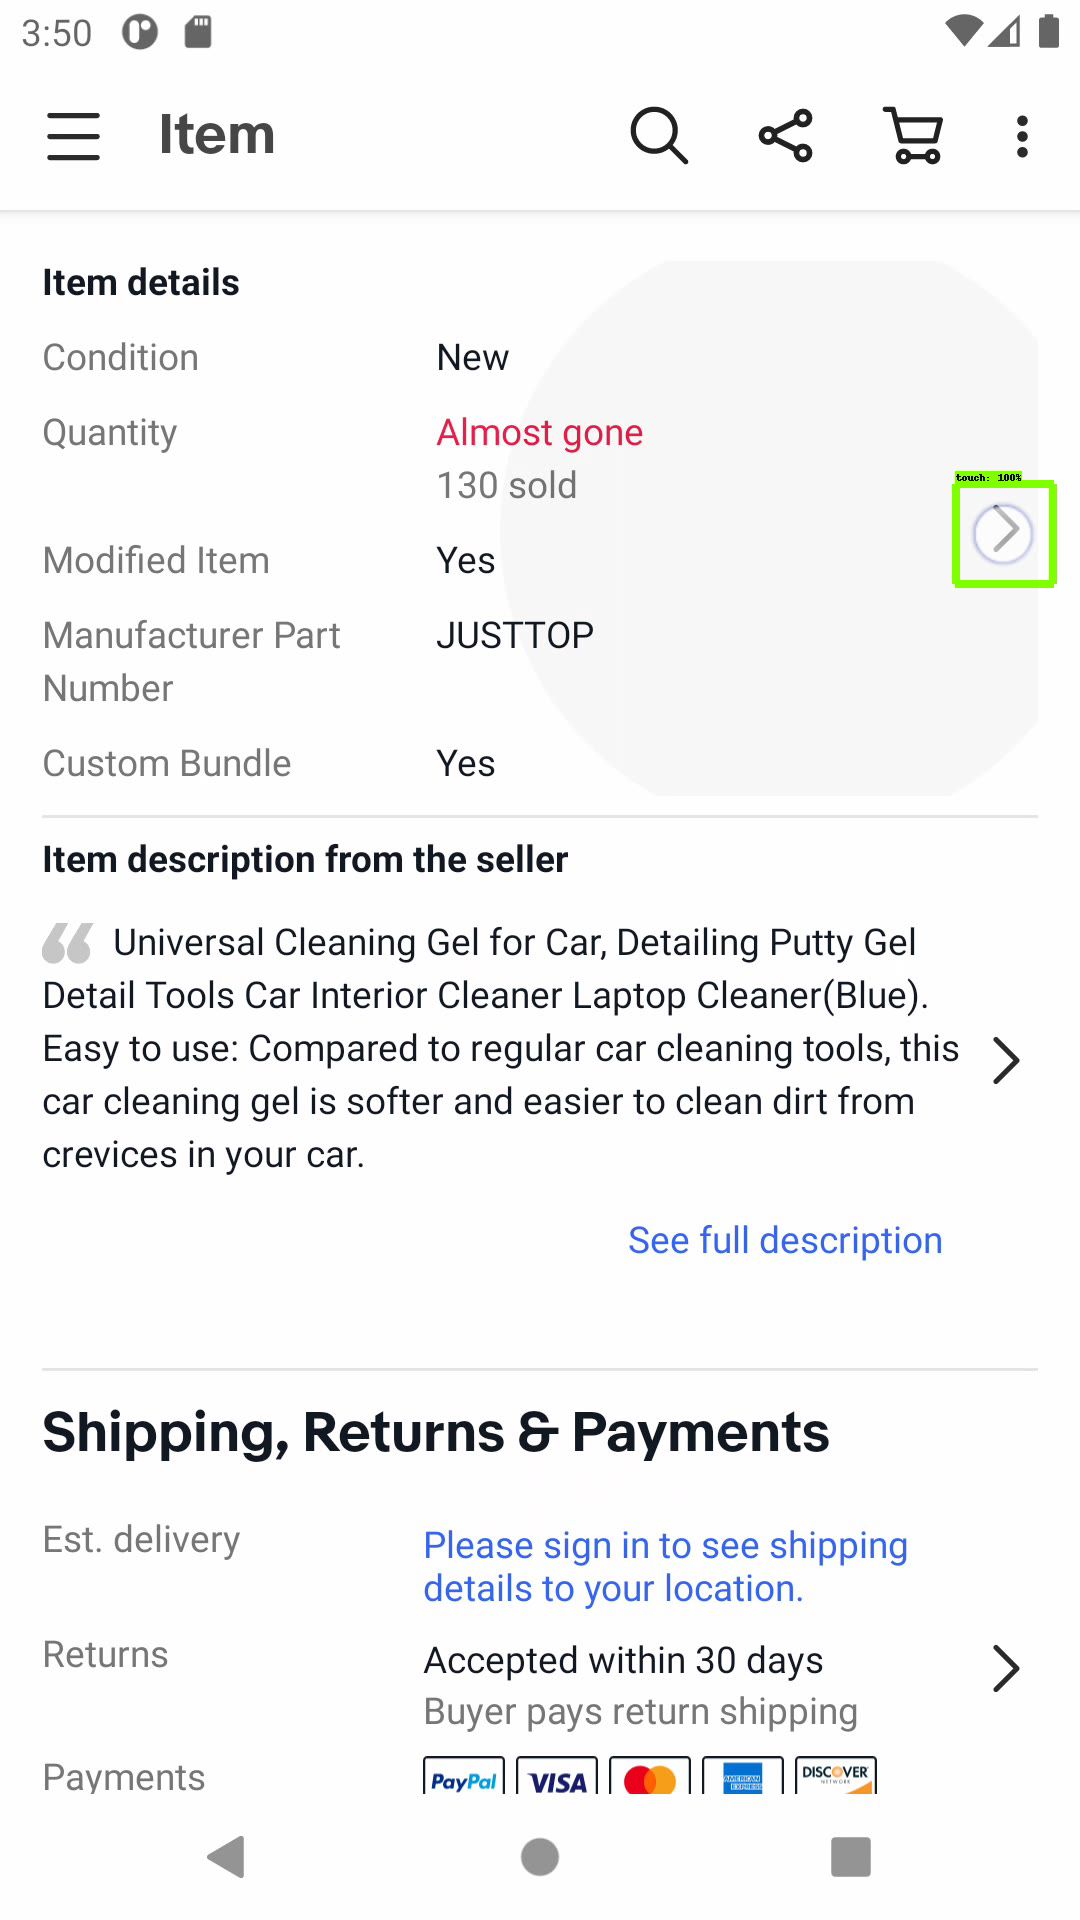 3:50
Item
Item details
Condition New
Quantity Almost gone
130 sold
touch: 100%
Modified Item Yes
Manufacturer Part Number JUSTTOP
Custom Bundle Yes
Item description from the seller
“ Universal Cleaning Gel for Car, Detailing Putty Gel
Detail Tools Car Interior Cleaner Laptop Cleaner(Blue).
Easy to use: Compared to regular car cleaning tools, this
car cleaning gel is softer and easier to clean dirt from
crevices in your car.
See full description
Shipping, Returns & Payments
Est. delivery Please sign in to see shipping
details to your location.
Returns Accepted within 30 days
Buyer pays return shipping
Payments PayPal VISA AMERICAN EXPRESS DISCOVER NETWORK